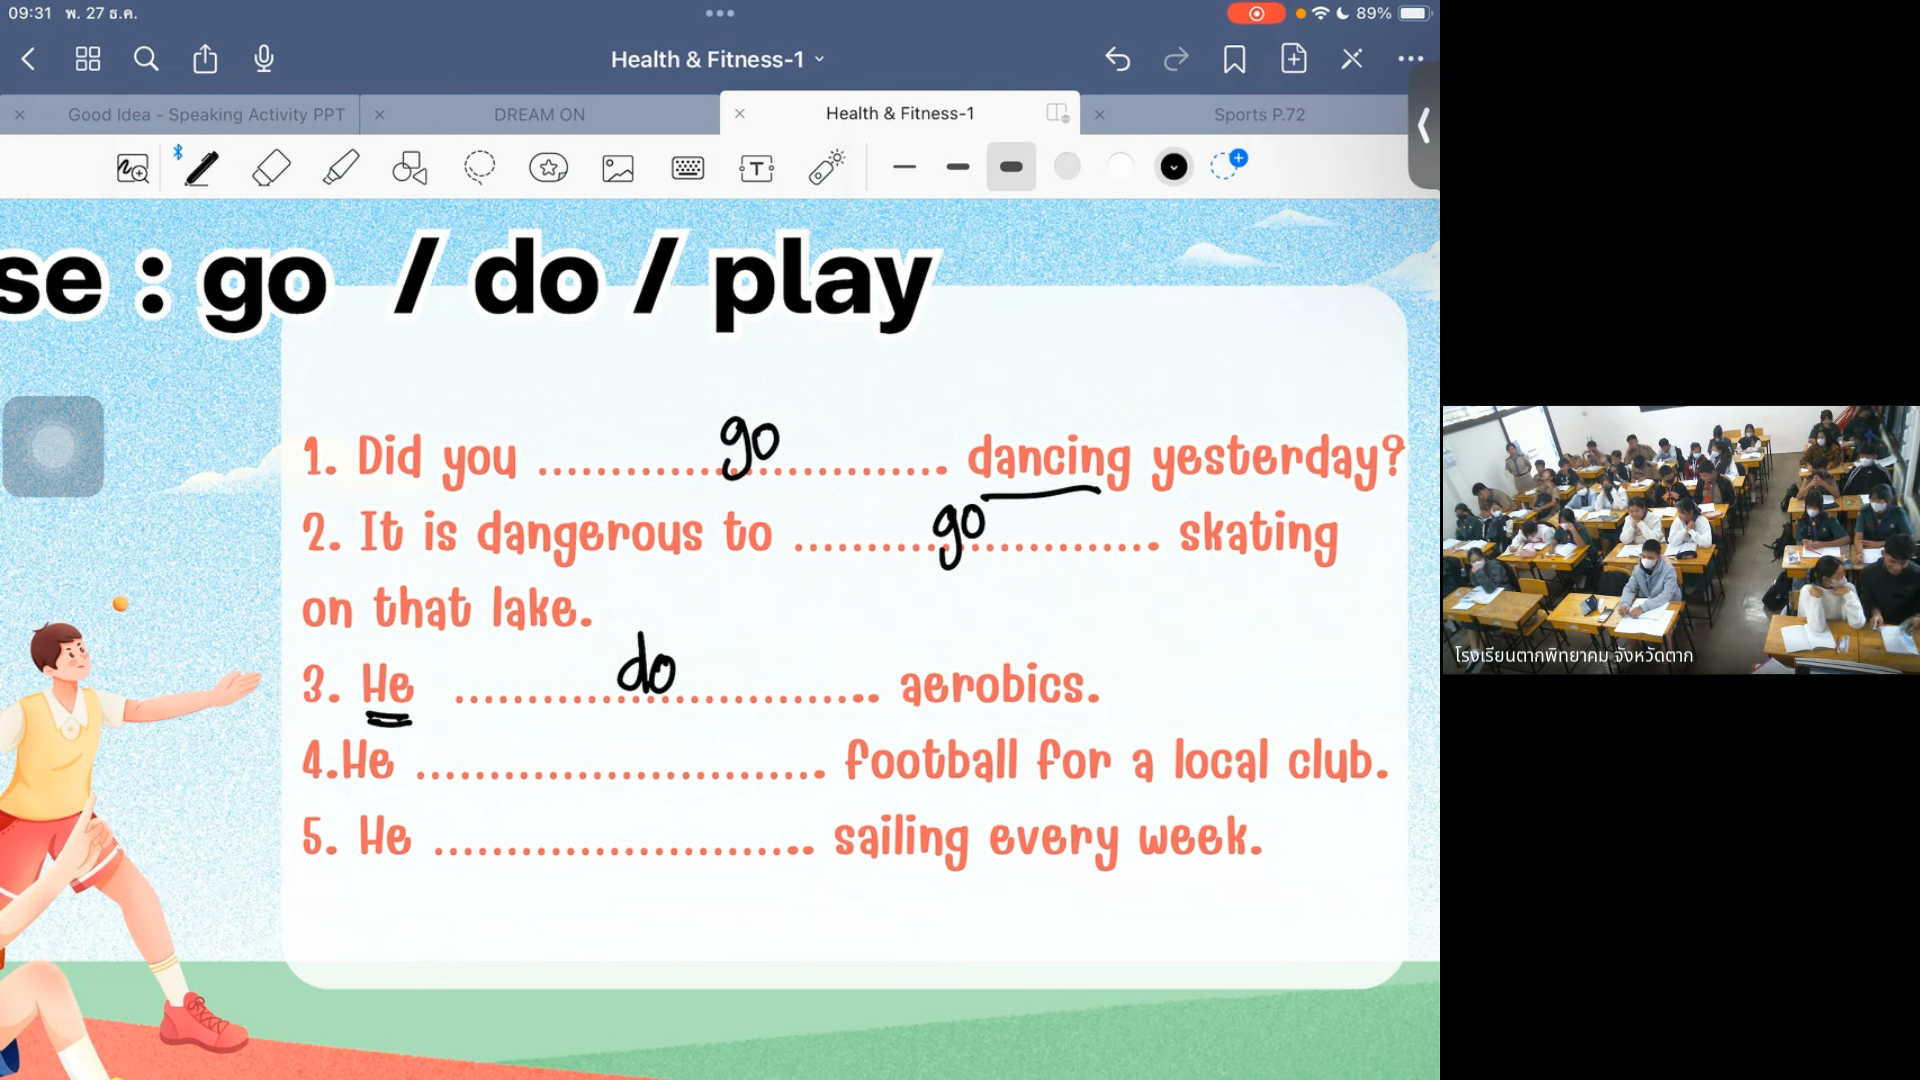 09:31 พ. 27 ธ.ค.
89%
Health & Fitness-1
Good Idea - Speaking Activity PPT
DREAM ON
Health & Fitness-1
Sports P.72
se : go / do / play
1. Did you .......... go .......... dancing yesterday?
2. It is dangerous to .......... go .......... skating
on that lake.
3. He .......... do .......... aerobics.
4.He .......... football for a local club.
5. He .......... sailing every week.
โรงเรียนตากพิทยาคม จังหวัดตาก